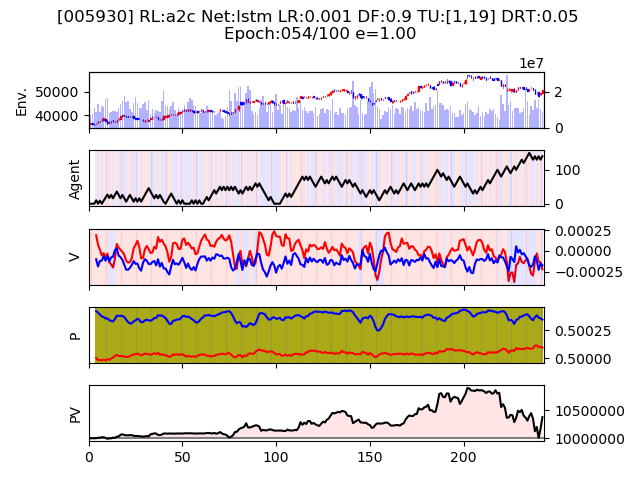 [005930] RL:a2c Net:lstm LR:0.001 DF:0.9 TU:[1,19] DRT:0.05
Epoch:054/100 e=1.00
1e7
Env.
50000
40000
2
0
Agent
100
0
V
0.00025
0.00000
−0.00025
P
0.50025
0.50000
PV
10500000
10000000
0
50
100
150
200